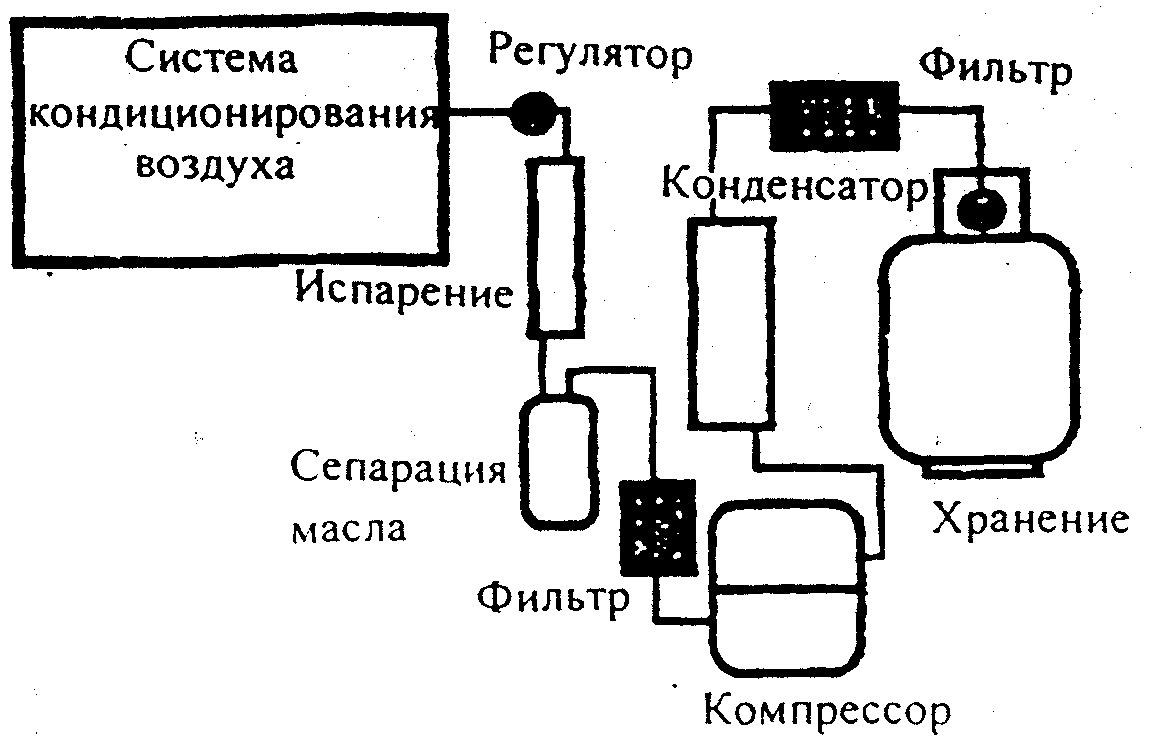 Система
кондиционирования
воздуха
Регулятор
Фильтр
Конденсатор
Испарение
Сепарация
масла
Хранение
Фильтр
Компрессор